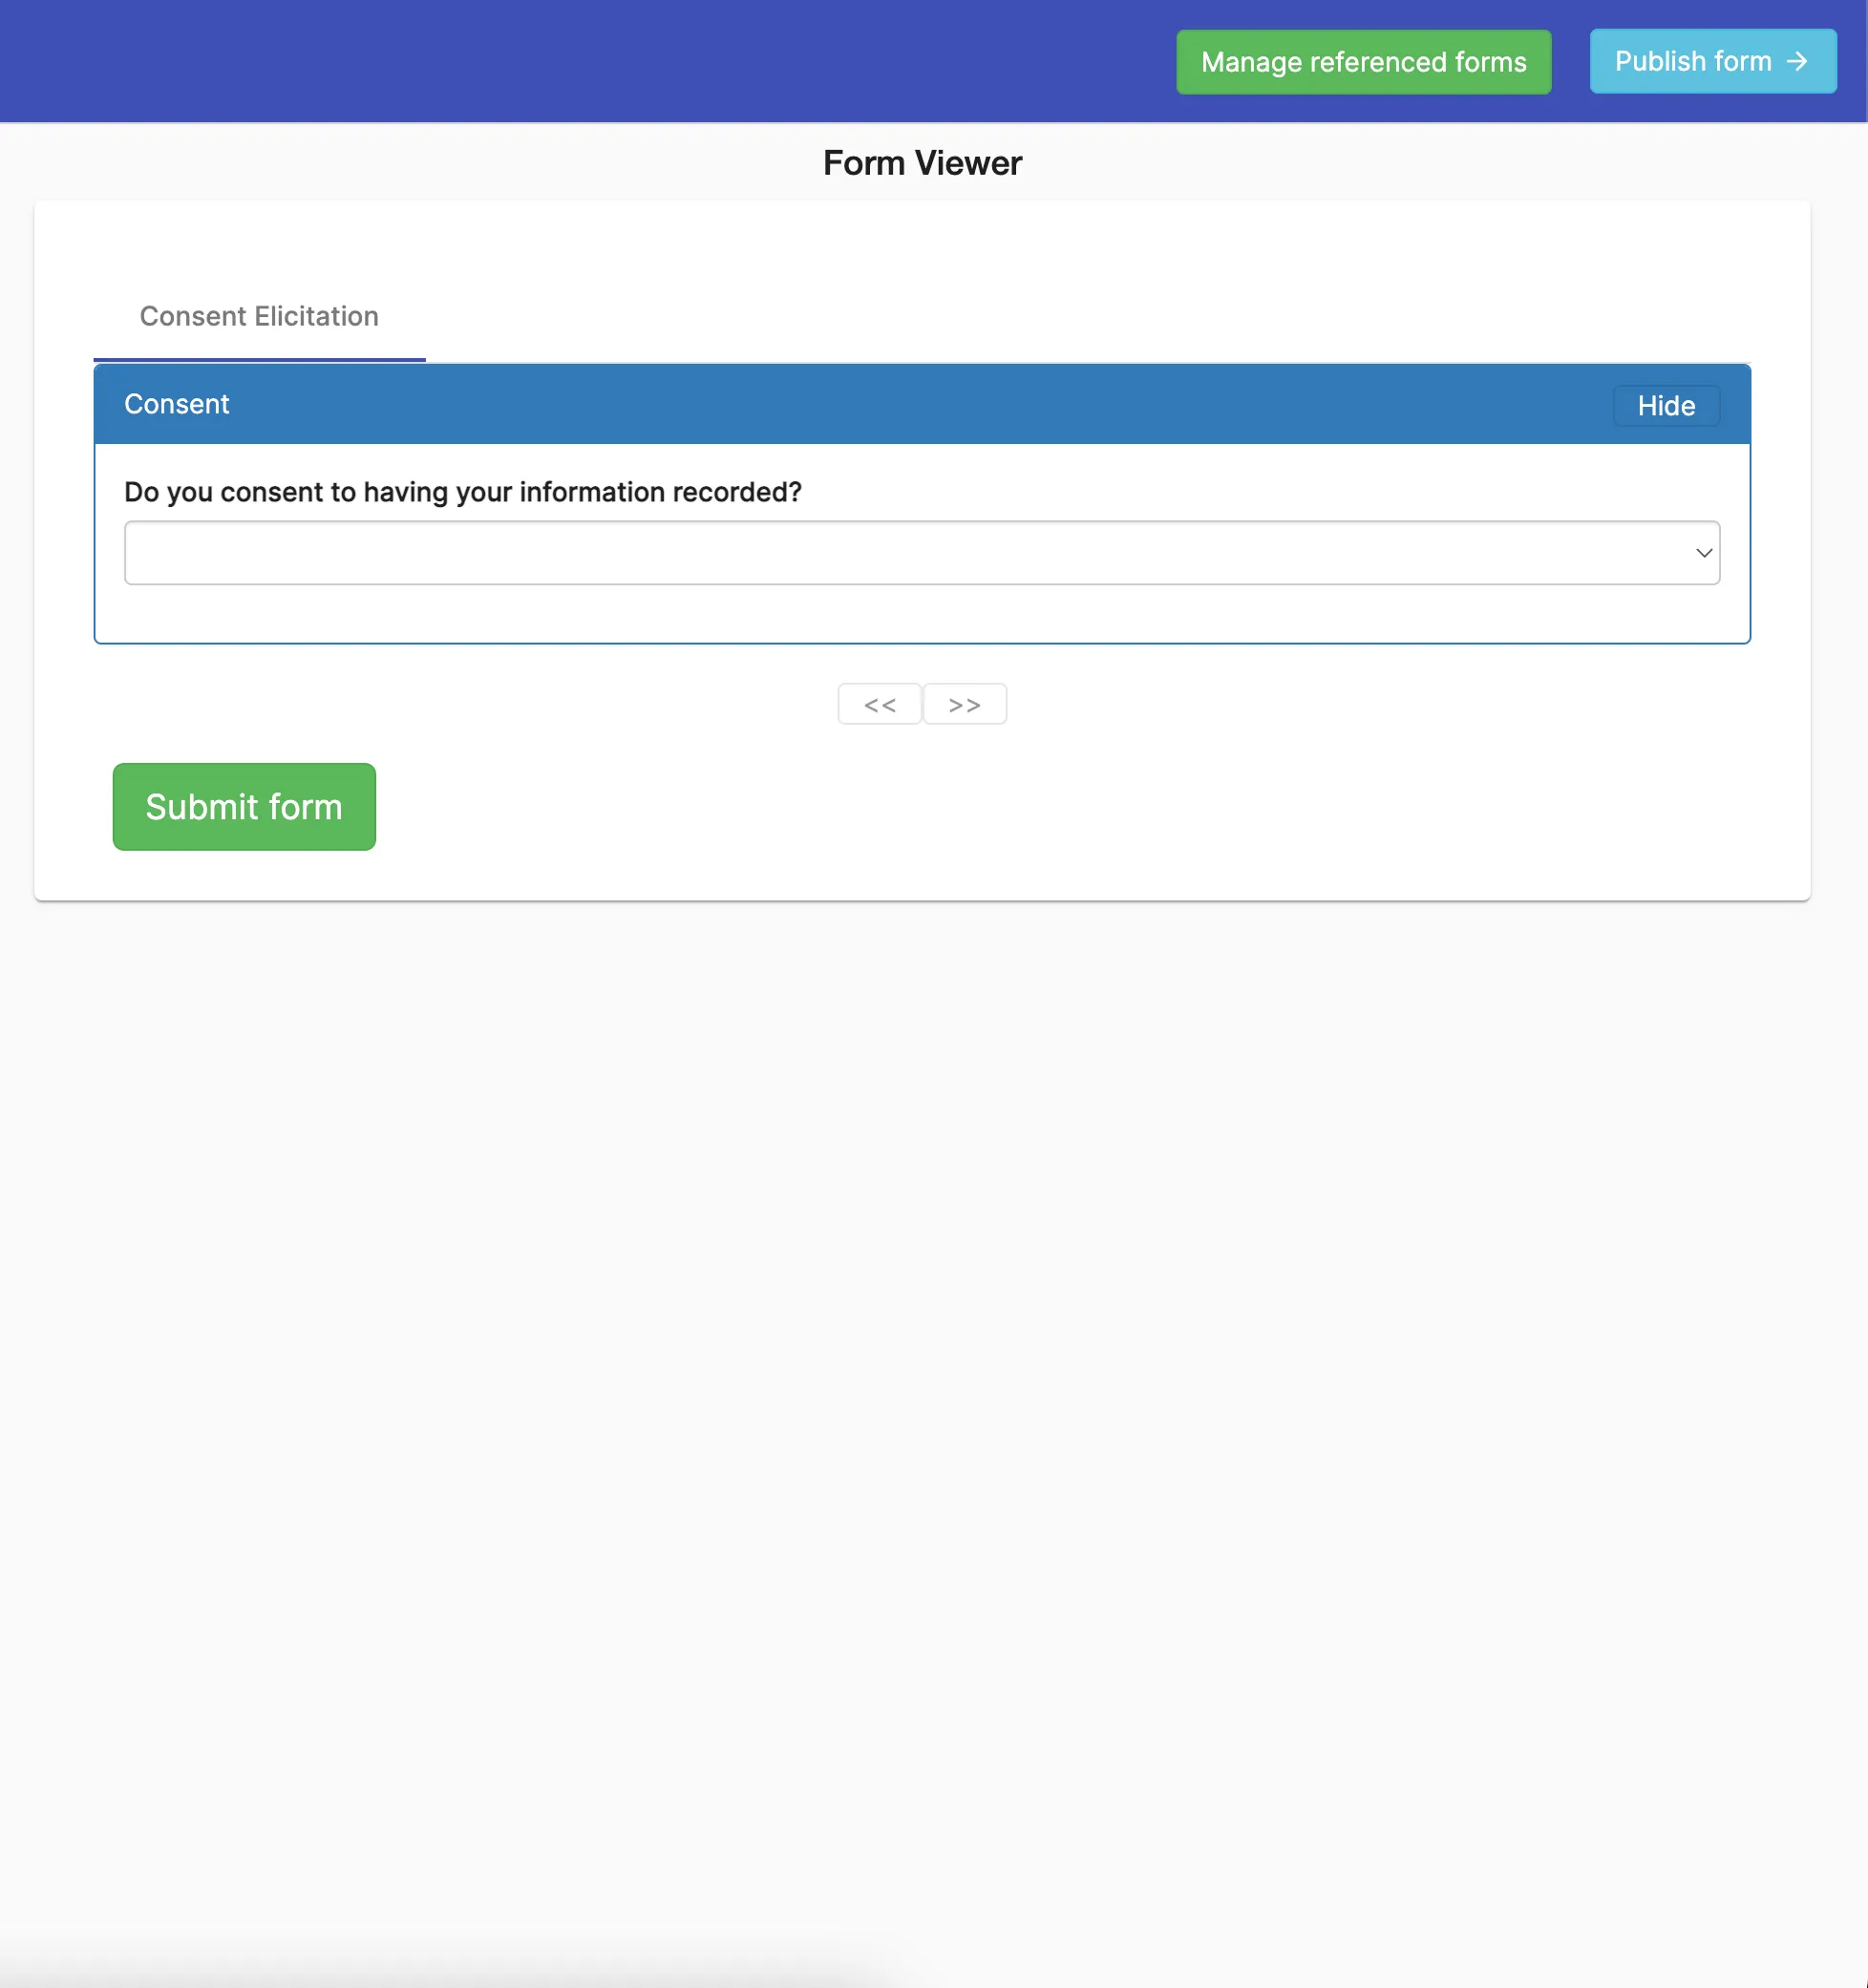 Manage referenced forms
Publish form →
Form Viewer
Consent Elicitation
Consent
Hide
Do you consent to having your information recorded?
<< >>
Submit form